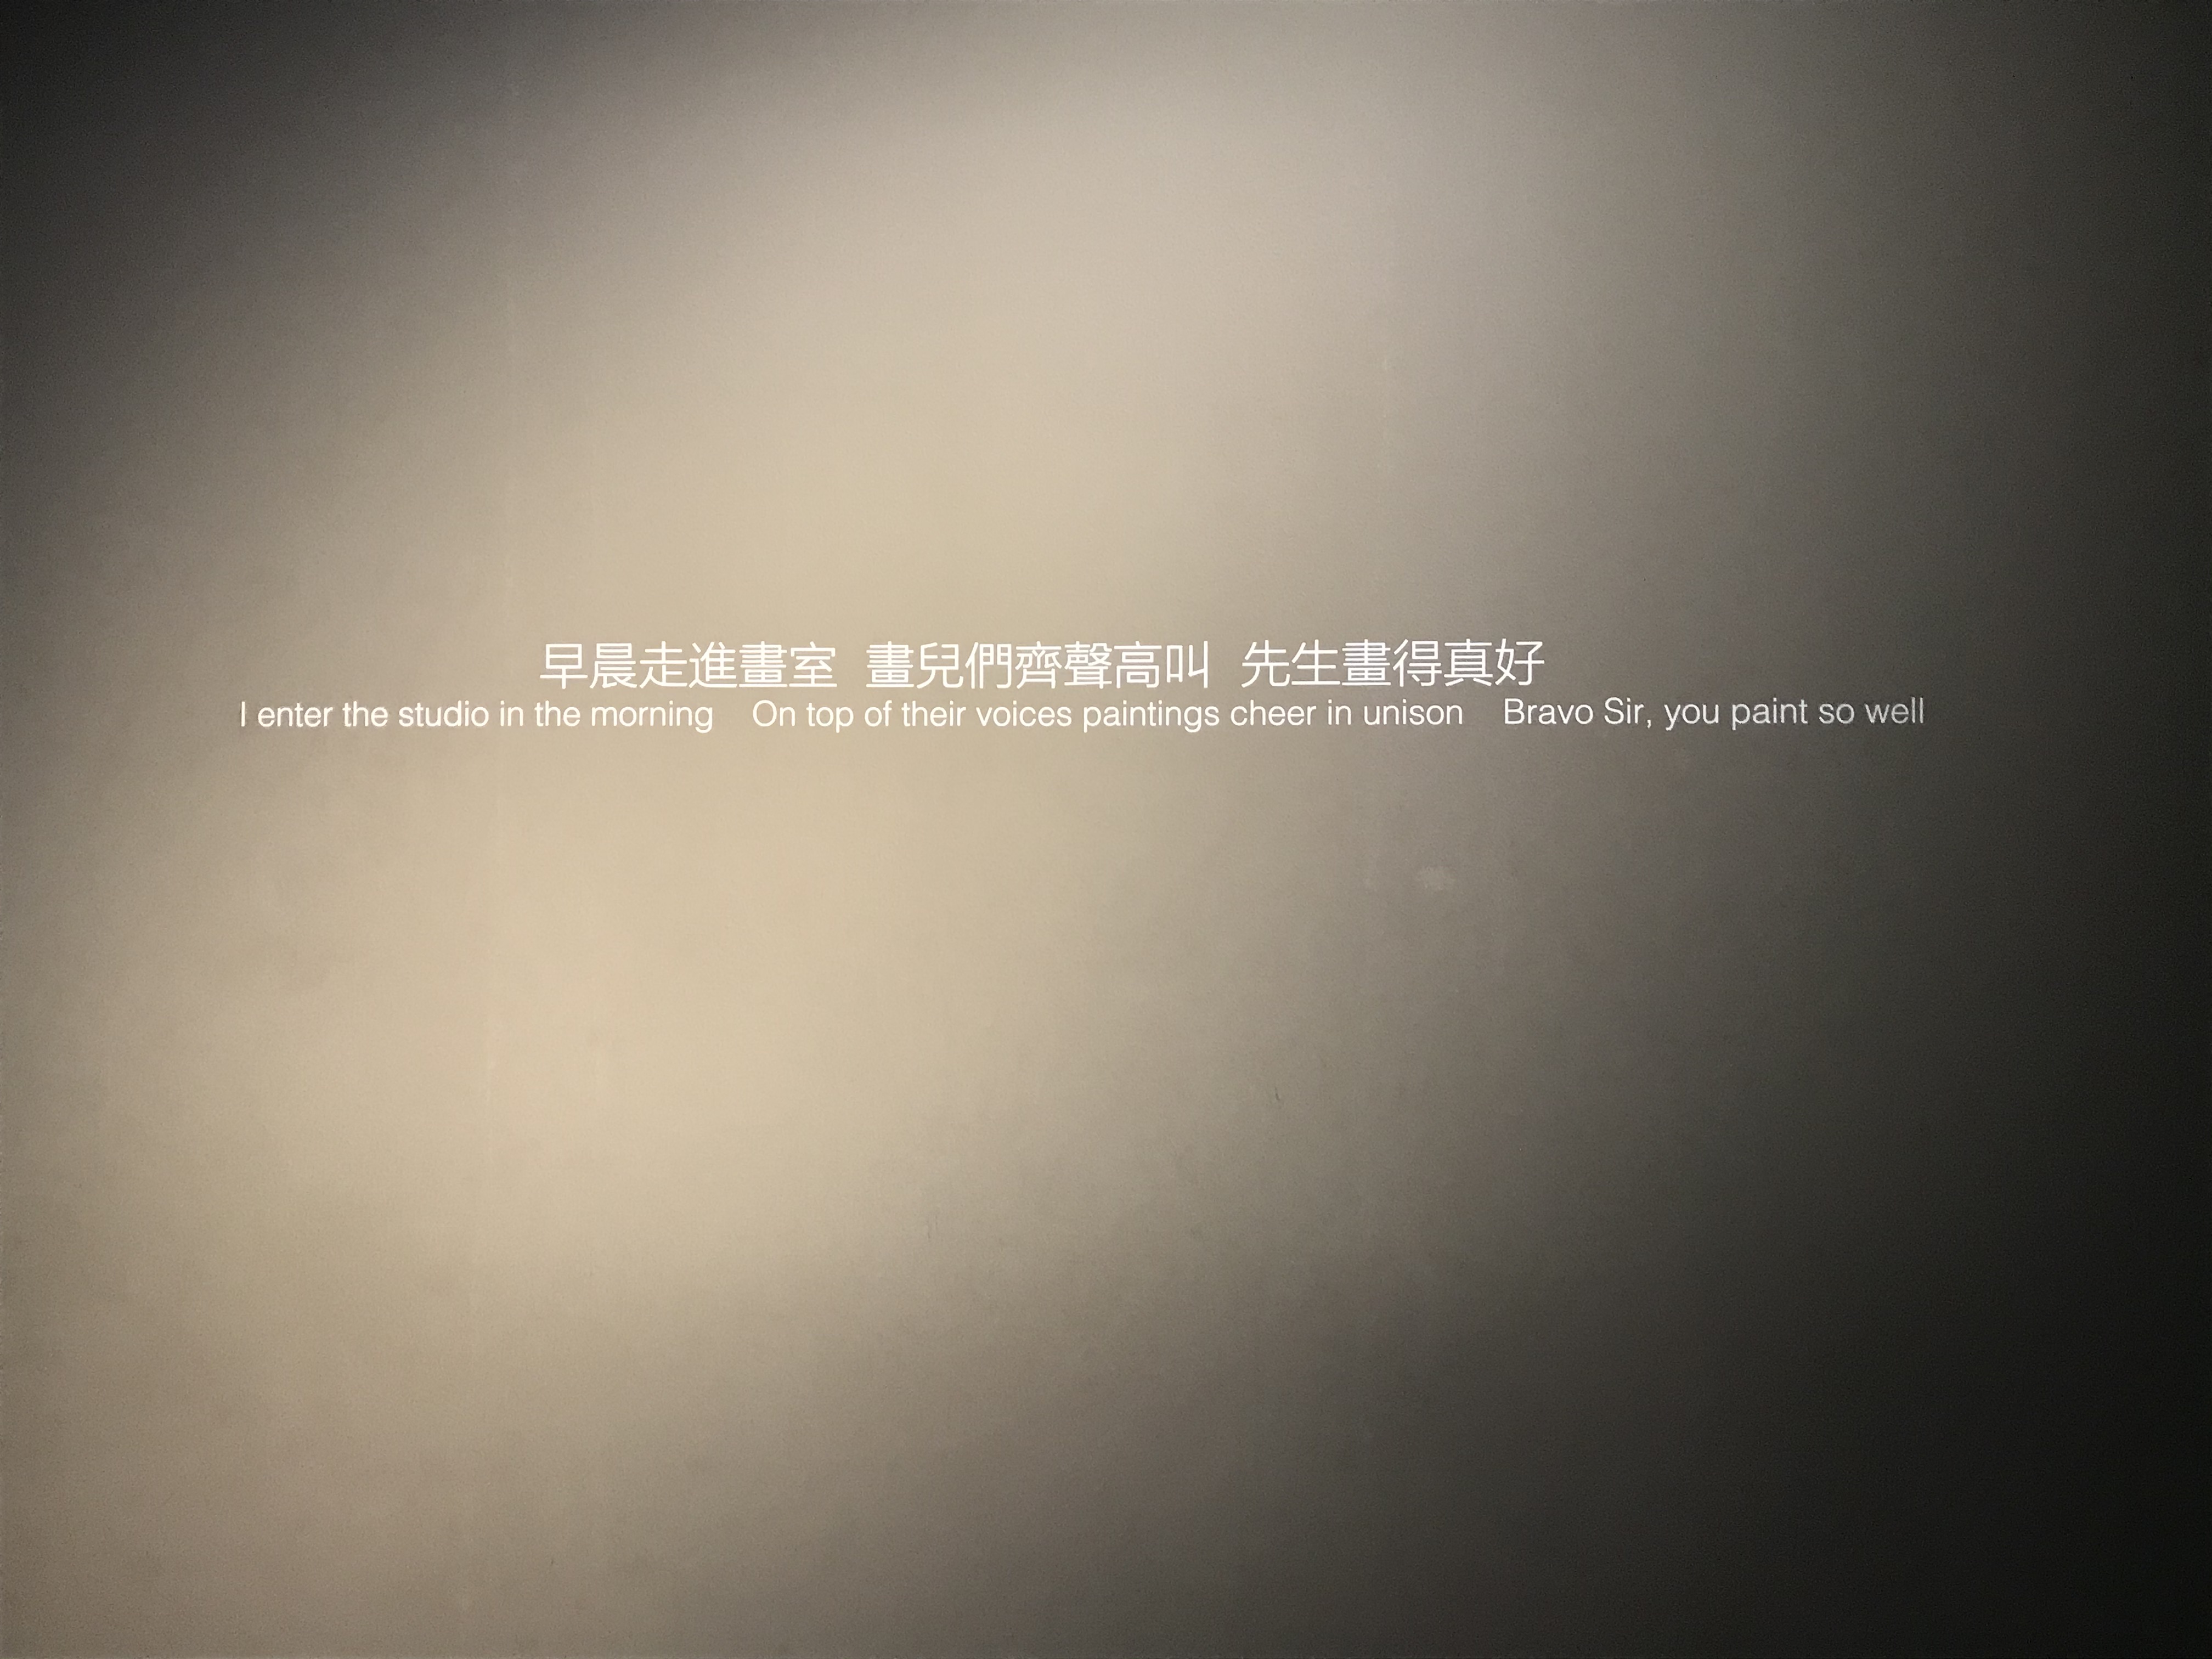 早晨走進畫室 畫兒們齊聲高叫 先生畫得真好
I enter the studio in the morning On top of their voices paintings cheer in unison Bravo Sir, you paint so well